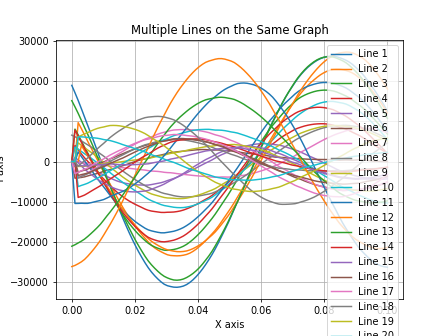 Multiple Lines on the Same Graph
30000
20000
10000
0
-10000
-20000
-30000
0.00
0.02
0.04
0.06
0.08
X axis
Line 1
Line 2
Line 3
Line 4
Line 5
Line 6
Line 7
Line 8
Line 9
Line 10
Line 11
Line 12
Line 13
Line 14
Line 15
Line 16
Line 17
Line 18
Line 19